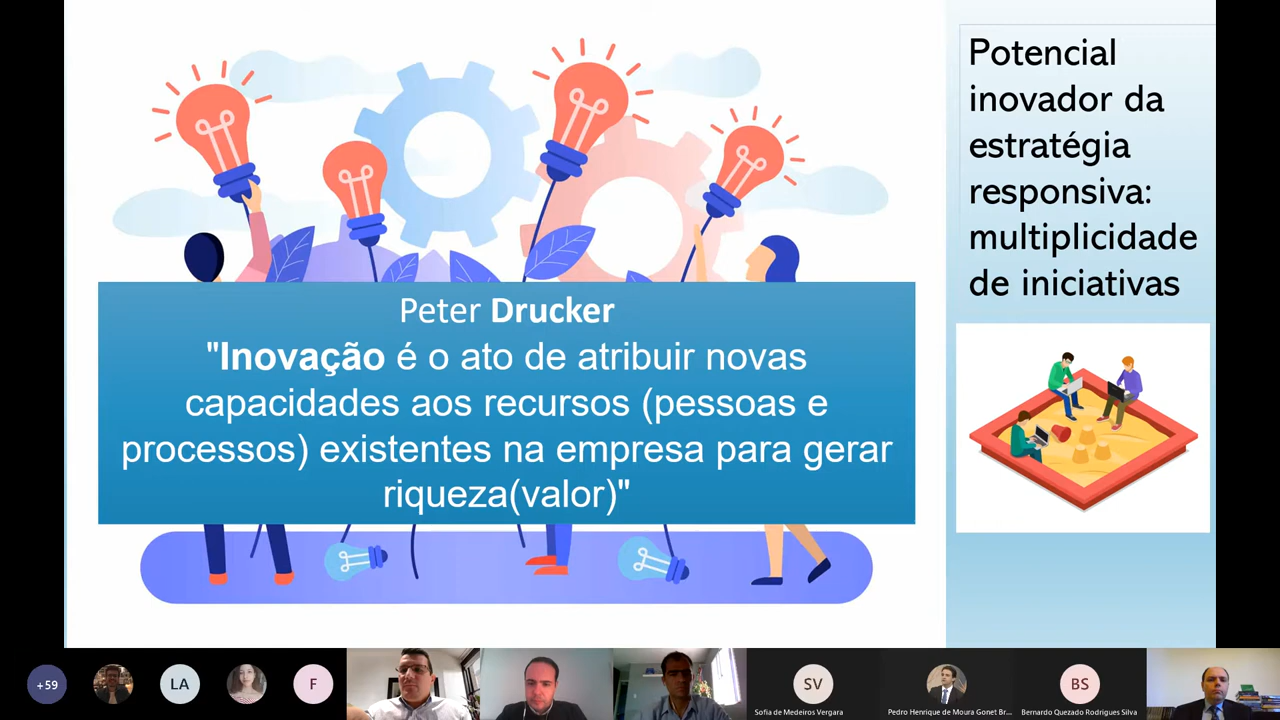 Potencial
inovador da
estratégia
responsiva:
multiplicidade
de iniciativas
Peter Drucker
"Inovação é o ato de atribuir novas
capacidades aos recursos (pessoas e
processos) existentes na empresa para gerar
riqueza(valor)"
+59
LA
F
SV
Sofia de Medeiros Vergara
Pedro Henrique de Moura Gonet Br...
BS
Bernardo Quezado Rodrigues Silva